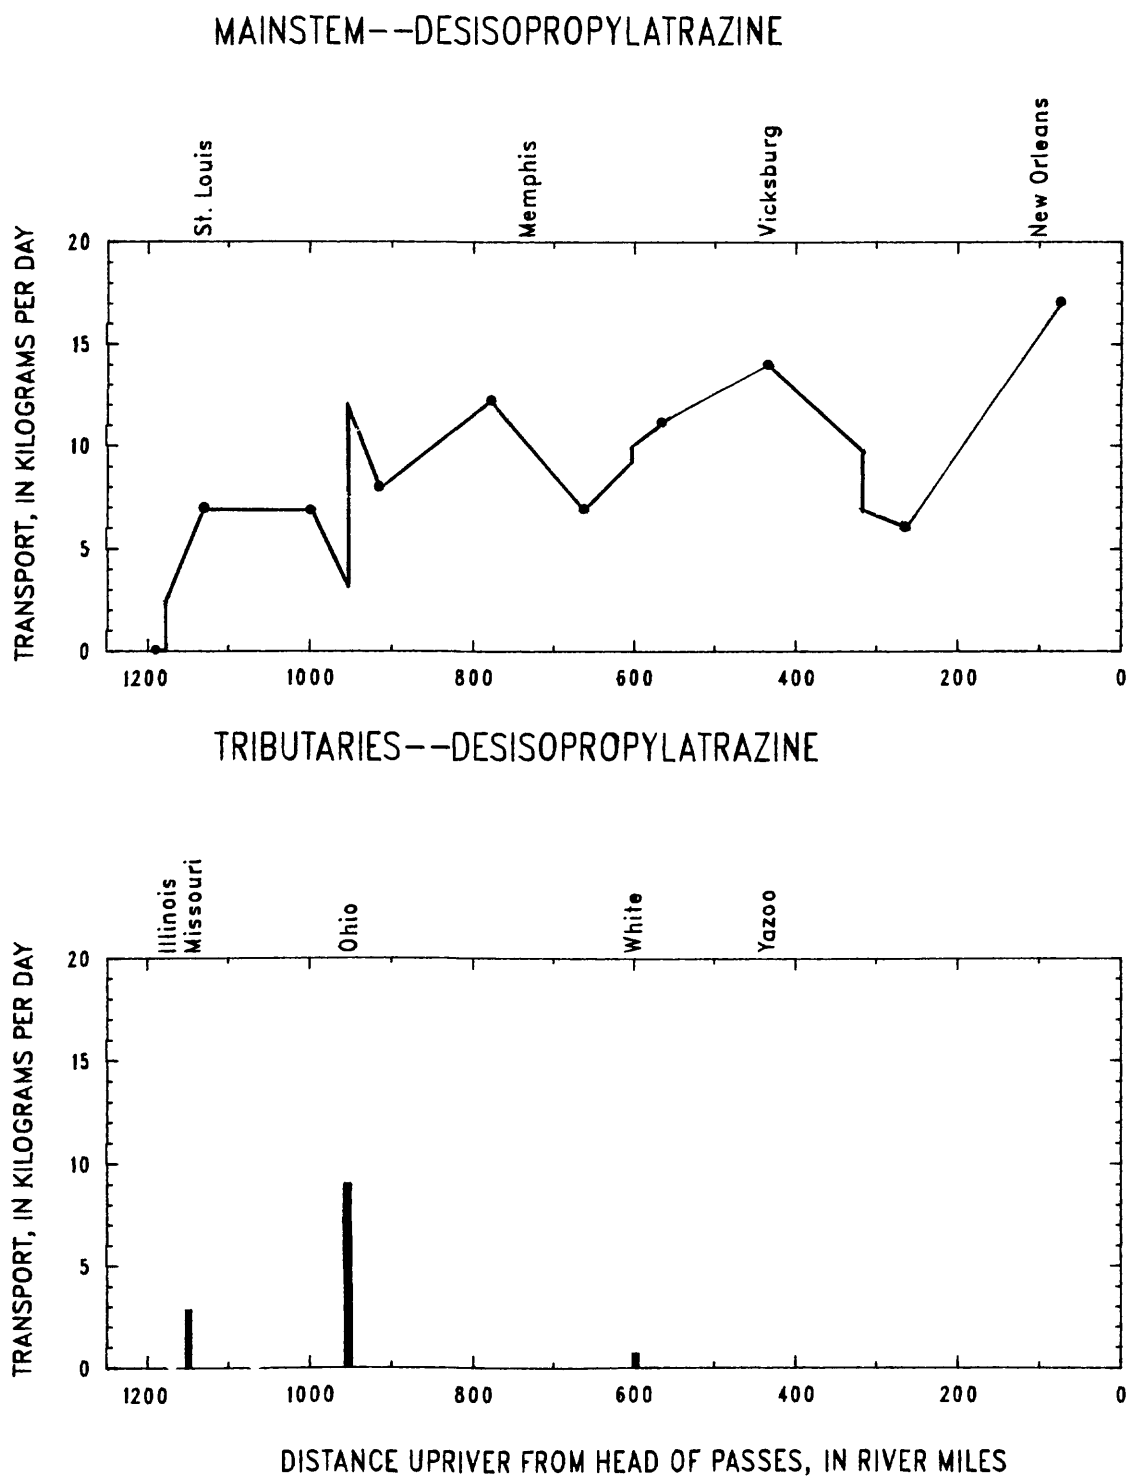 MAINSTEM--DESISOPROPYLATRAZINE
St. Louis
Memphis
Vicksburg
New Orleans
TRANSPORT, IN KILOGRAMS PER DAY
20
15
10
5
0
1200 1000 800 600 400 200 0
TRIBUTARIES--DESISOPROPYLATRAZINE
Illinois
Missouri
Ohio
White
Yazoo
TRANSPORT, IN KILOGRAMS PER DAY
20
15
10
5
0
1200 1000 800 600 400 200 0
DISTANCE UPRIVER FROM HEAD OF PASSES, IN RIVER MILES